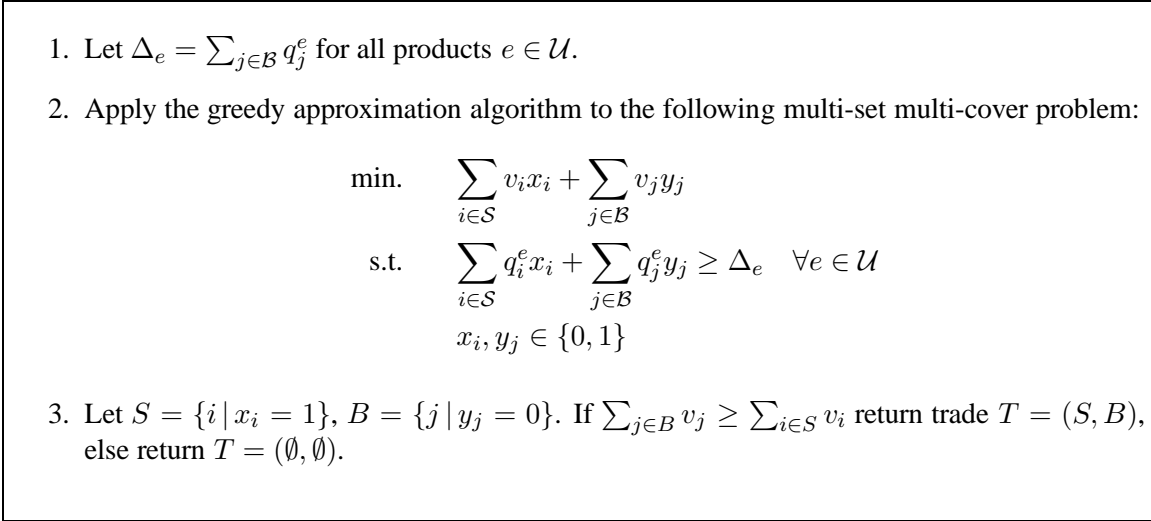 1. Let Δ_e = ∑_{j∈𝓑} q_j^e for all products e ∈ 𝓤.
2. Apply the greedy approximation algorithm to the following multi-set multi-cover problem:
min. ∑_{i∈𝓢} v_i x_i + ∑_{j∈𝓑} v_j y_j
s.t. ∑_{i∈𝓢} q_i^e x_i + ∑_{j∈𝓑} q_j^e y_j ≥ Δ_e ∀e ∈ 𝓤
x_i, y_j ∈ {0, 1}
3. Let S = {i | x_i = 1}, B = {j | y_j = 0}. If ∑_{j∈B} v_j ≥ ∑_{i∈S} v_i return trade T = (S, B),
else return T = (∅, ∅).